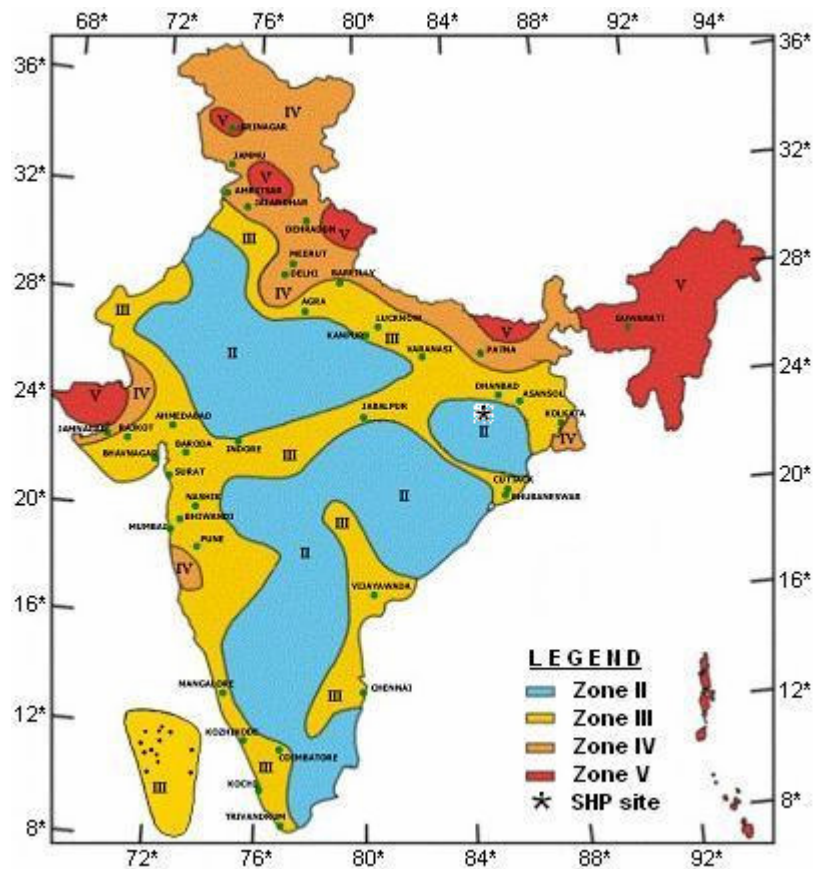 68* 72* 76* 80* 84* 88* 92* 94*
36* 36*
IV
V
SRINAGAR
JAMMU
32* 32*
V
AMRITSAR
JALANDHAR
DEHRADUN
V
III
MEERUT
DELHI
BAREILLY
28* 28*
IV
AGRA
V
III
LUCKNOW
GUWAHATI
V
KANPUR
III
VARANASI
PATNA
II
24* 24*
V
IV
DHANBAD
ASANSOL
AHMEDABAD
JABALPUR
KOLKATA
JAMNAGAR
RAJKOT
II
IV
BARODA
INDORE
BHAVNAGAR
III
SURAT
CUTTACK
20* 20*
NASHIK
II
BHUBANESWAR
BHIWANDI
III
MUMBAI
PUNE
II
IV
VIJAYAWADA
16* 16*
LEGEND
MANGALORE
CHENNAI
Zone II
III
Zone III
12* 12*
KOZHIKODE
COIMBATORE
Zone IV
III
Zone V
KOCHI
III
SHP site
8* 8*
TRIVANDRUM
72* 76* 80* 84* 88* 92*